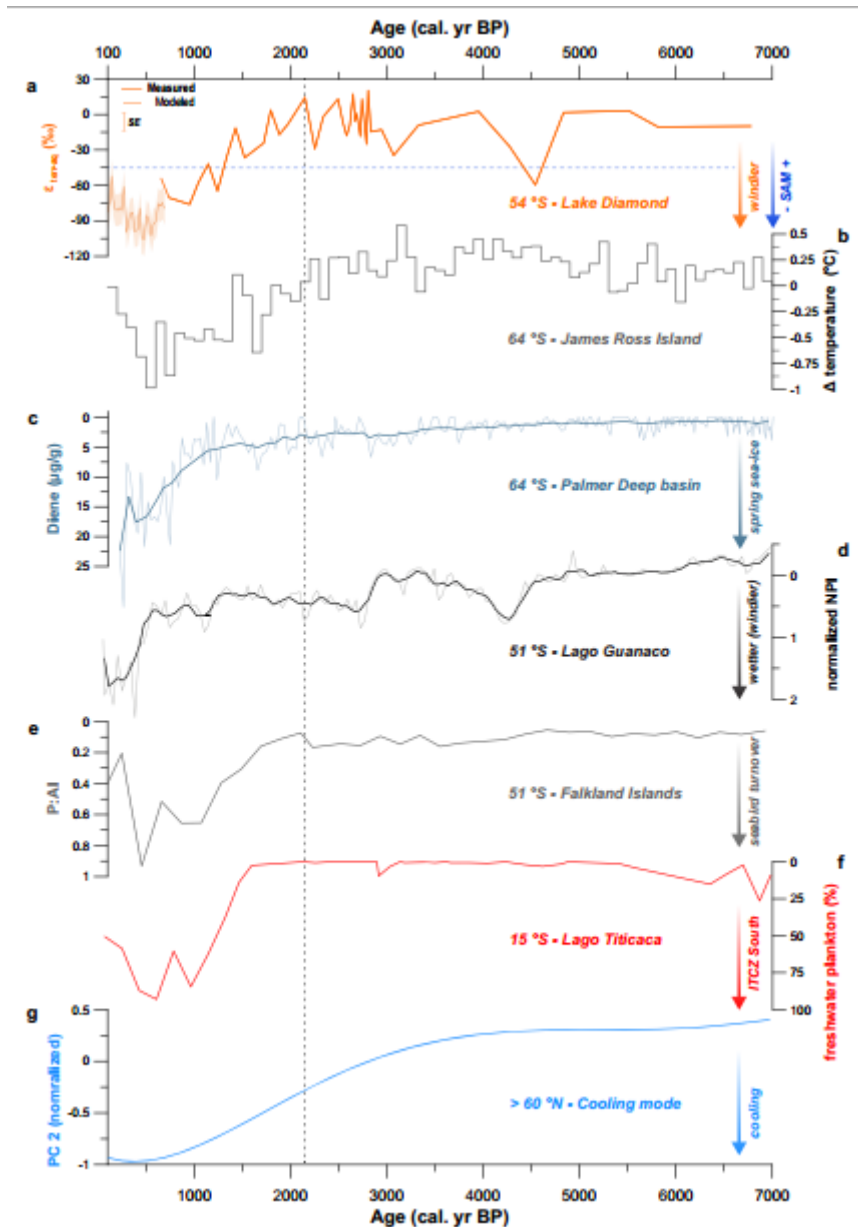 Age (cal. yr BP)
100 1000 2000 3000 4000 5000 6000 7000
a
30
0
-30
-60
-90
-120
Measured
Modeled
SE
(‰)
54 °S - Lake Diamond
windier
- SAM +
b
0.5
0.25
0
-0.25
-0.5
-0.75
-1
Δ temperature (°C)
64 °S - James Ross Island
c
0
5
10
15
20
25
Diene (µg/g)
64 °S - Palmer Deep basin
spring sea-ice
d
0
1
2
normalized NPI
51 °S - Lago Guanaco
wetter (windier)
e
0
0.2
0.4
0.6
0.8
1
P:AI
51 °S - Falkland Islands
seabird turnover
f
0
25
50
75
100
freshwater plankton (%)
15 °S - Lago Titicaca
ITCZ South
g
0.5
0
-0.5
-1
PC 2 (nomralized)
> 60 °N - Cooling mode
cooling
1000 2000 3000 4000 5000 6000 7000
Age (cal. yr BP)